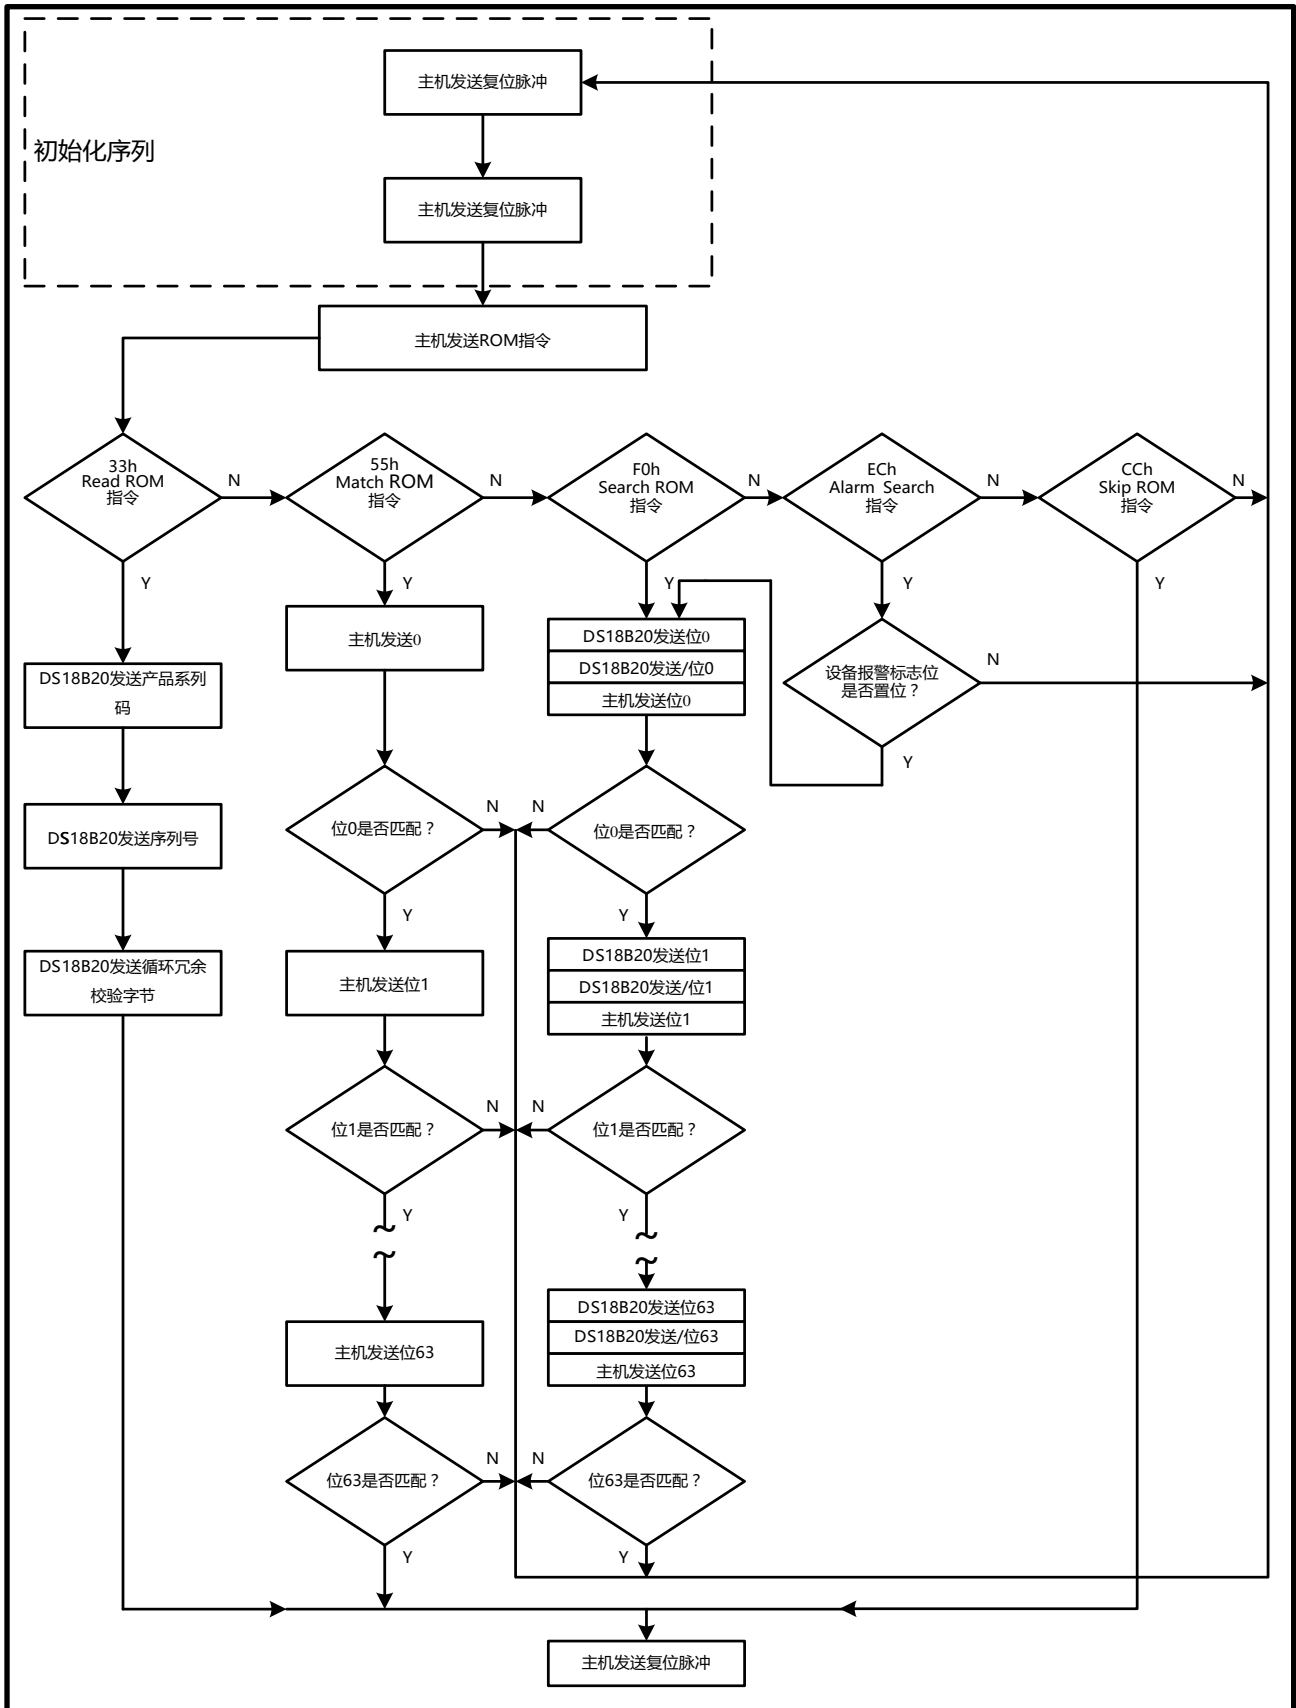 主机发送复位脉冲
初始化序列
主机发送复位脉冲
主机发送ROM指令
33h
Read ROM
指令
N
55h
Match ROM
指令
N
F0h
Search ROM
指令
N
ECh
Alarm Search
指令
N
CCh
Skip ROM
指令
N
Y
Y
Y
Y
Y
DS18B20发送产品系列
码
DS18B20发送序列号
DS18B20发送循环冗余
校验字节
主机发送0
位0是否匹配？
N
Y
主机发送位1
位1是否匹配？
N
Y
主机发送位63
位63是否匹配？
N
Y
DS18B20发送位0
DS18B20发送/位0
主机发送位0
N
位0是否匹配？
Y
DS18B20发送位1
DS18B20发送/位1
主机发送位1
N
位1是否匹配？
Y
DS18B20发送位63
DS18B20发送/位63
主机发送位63
N
位63是否匹配？
Y
设备报警标志位
是否置位？
N
Y
主机发送复位脉冲